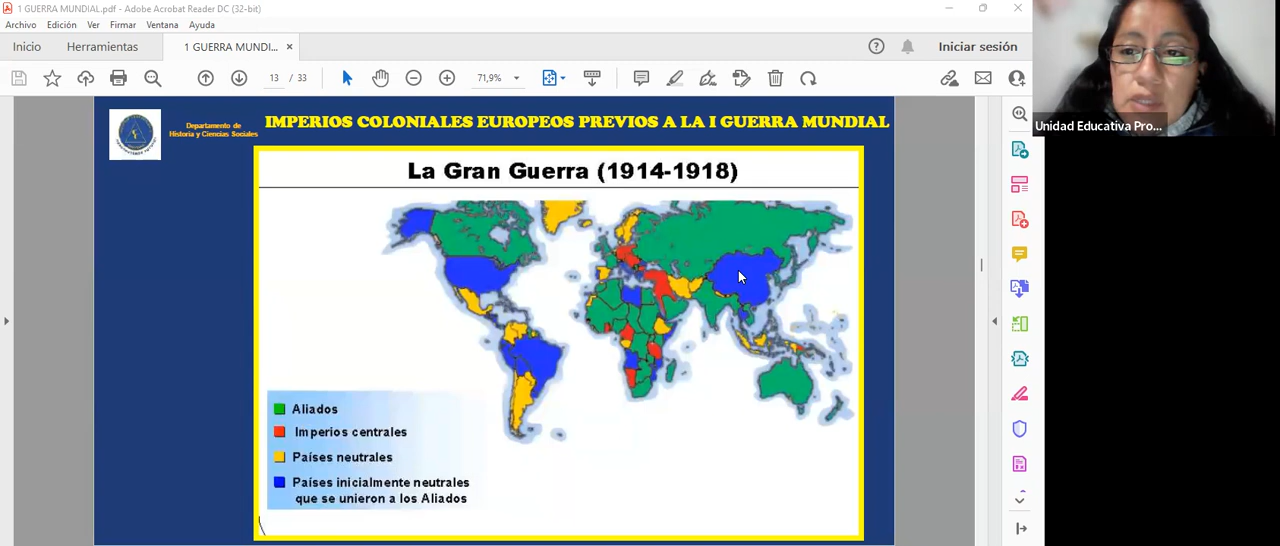 1 GUERRA MUNDIAL.pdf - Adobe Acrobat Reader DC (32-bit)
Archivo Edición Ver Firmar Ventana Ayuda
Inicio Herramientas 1 GUERRA MUNDI... ×
Iniciar sesión
13 / 33
71,9%
Departamento de
Historia y Ciencias Sociales
IMPERIOS COLONIALES EUROPEOS PREVIOS A LA I GUERRA MUNDIAL
La Gran Guerra (1914-1918)
Aliados
Imperios centrales
Países neutrales
Países inicialmente neutrales
que se unieron a los Aliados
Unidad Educativa Pro...